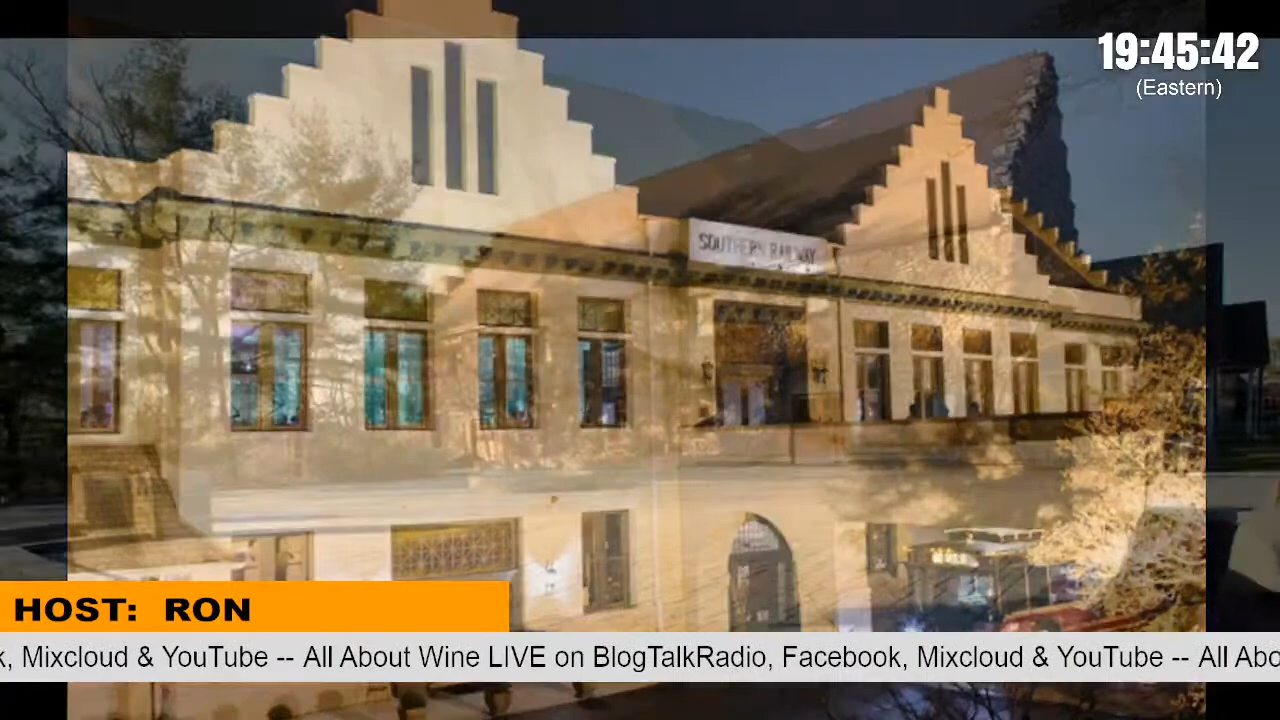 19:45:42
(Eastern)
SOUTHERN RAILWAY
HOST: RON
k, Mixcloud & YouTube -- All About Wine LIVE on BlogTalkRadio, Facebook, Mixcloud & YouTube -- All Abo